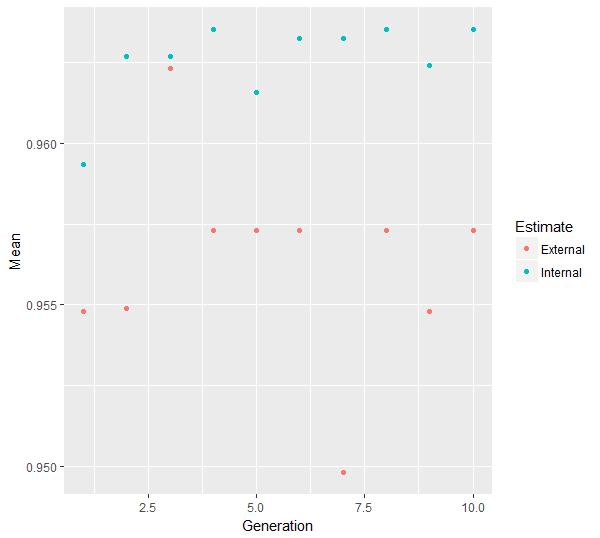 0.960
0.955
0.950
Mean
2.5
5.0
7.5
10.0
Generation
Estimate
External
Internal